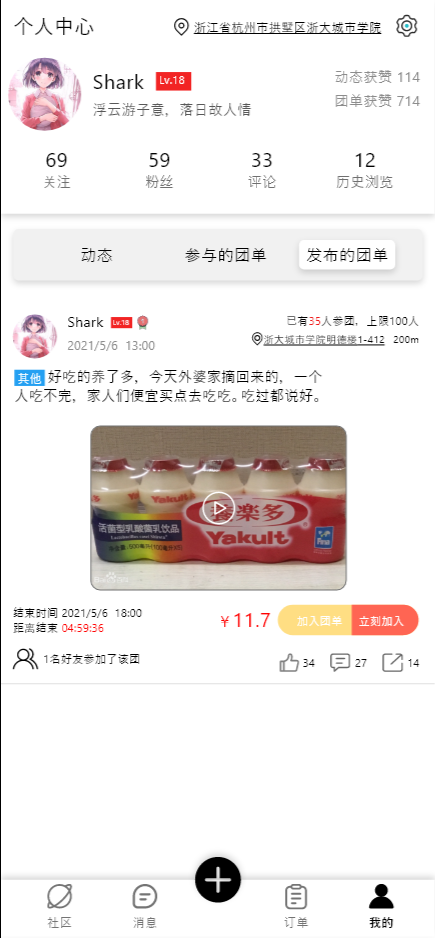 个人中心
浙江省杭州市拱墅区浙大城市学院
Shark Lv.18
浮云游子意，落日故人情
动态获赞 114
团单获赞 714
69 59 33 12
关注 粉丝 评论 历史浏览
动态 参与的团单 发布的团单
Shark Lv.18
2021/5/6 13:00
已有35人参团，上限100人
浙大城市学院明德楼1-412 200m
其他 好吃的养了多，今天外婆家摘回来的，一个
人吃不完，家人们便宜买点去吃吃。吃过都说好。
養楽多
Yakult
活菌型乳酸菌乳饮品
结束时间 2021/5/6 18:00
距离结束 04:59:36
￥11.7 加入团单 立刻加入
1名好友参加了该团
34 27 14
社区 消息 订单 我的